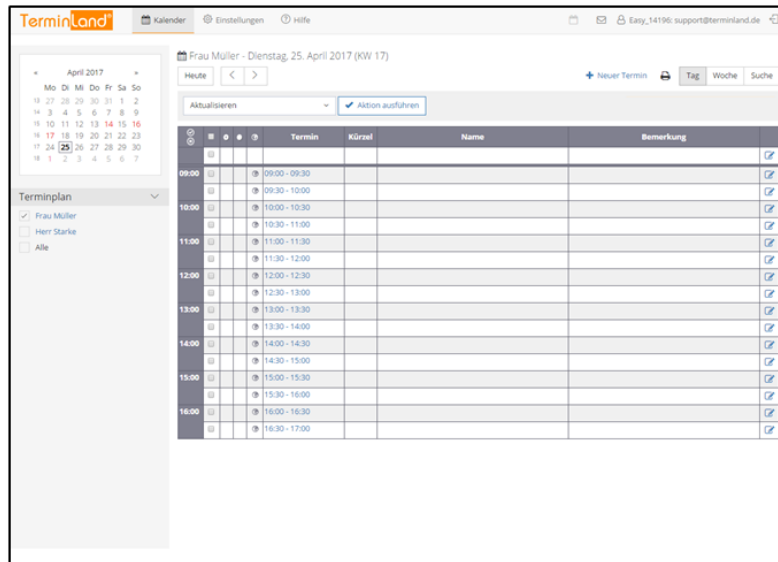 TerminLand®
Kalender Einstellungen Hilfe Easy_14196: support@terminland.de
« April 2017 »
Mo Di Mi Do Fr Sa So
13 27 28 29 30 31 1 2
14 3 4 5 6 7 8 9
15 10 11 12 13 14 15 16
16 17 18 19 20 21 22 23
17 24 25 26 27 28 29 30
18 1 2 3 4 5 6 7
Terminplan
Frau Müller
Herr Starke
Alle
Frau Müller - Dienstag, 25. April 2017 (KW 17)
Heute < > + Neuer Termin Tag Woche Suche
Aktualisieren Aktion ausführen
Termin Kürzel Name Bemerkung
09:00 09:00 - 09:30
09:30 - 10:00
10:00 10:00 - 10:30
10:30 - 11:00
11:00 11:00 - 11:30
11:30 - 12:00
12:00 12:00 - 12:30
12:30 - 13:00
13:00 13:00 - 13:30
13:30 - 14:00
14:00 14:00 - 14:30
14:30 - 15:00
15:00 15:00 - 15:30
15:30 - 16:00
16:00 16:00 - 16:30
16:30 - 17:00